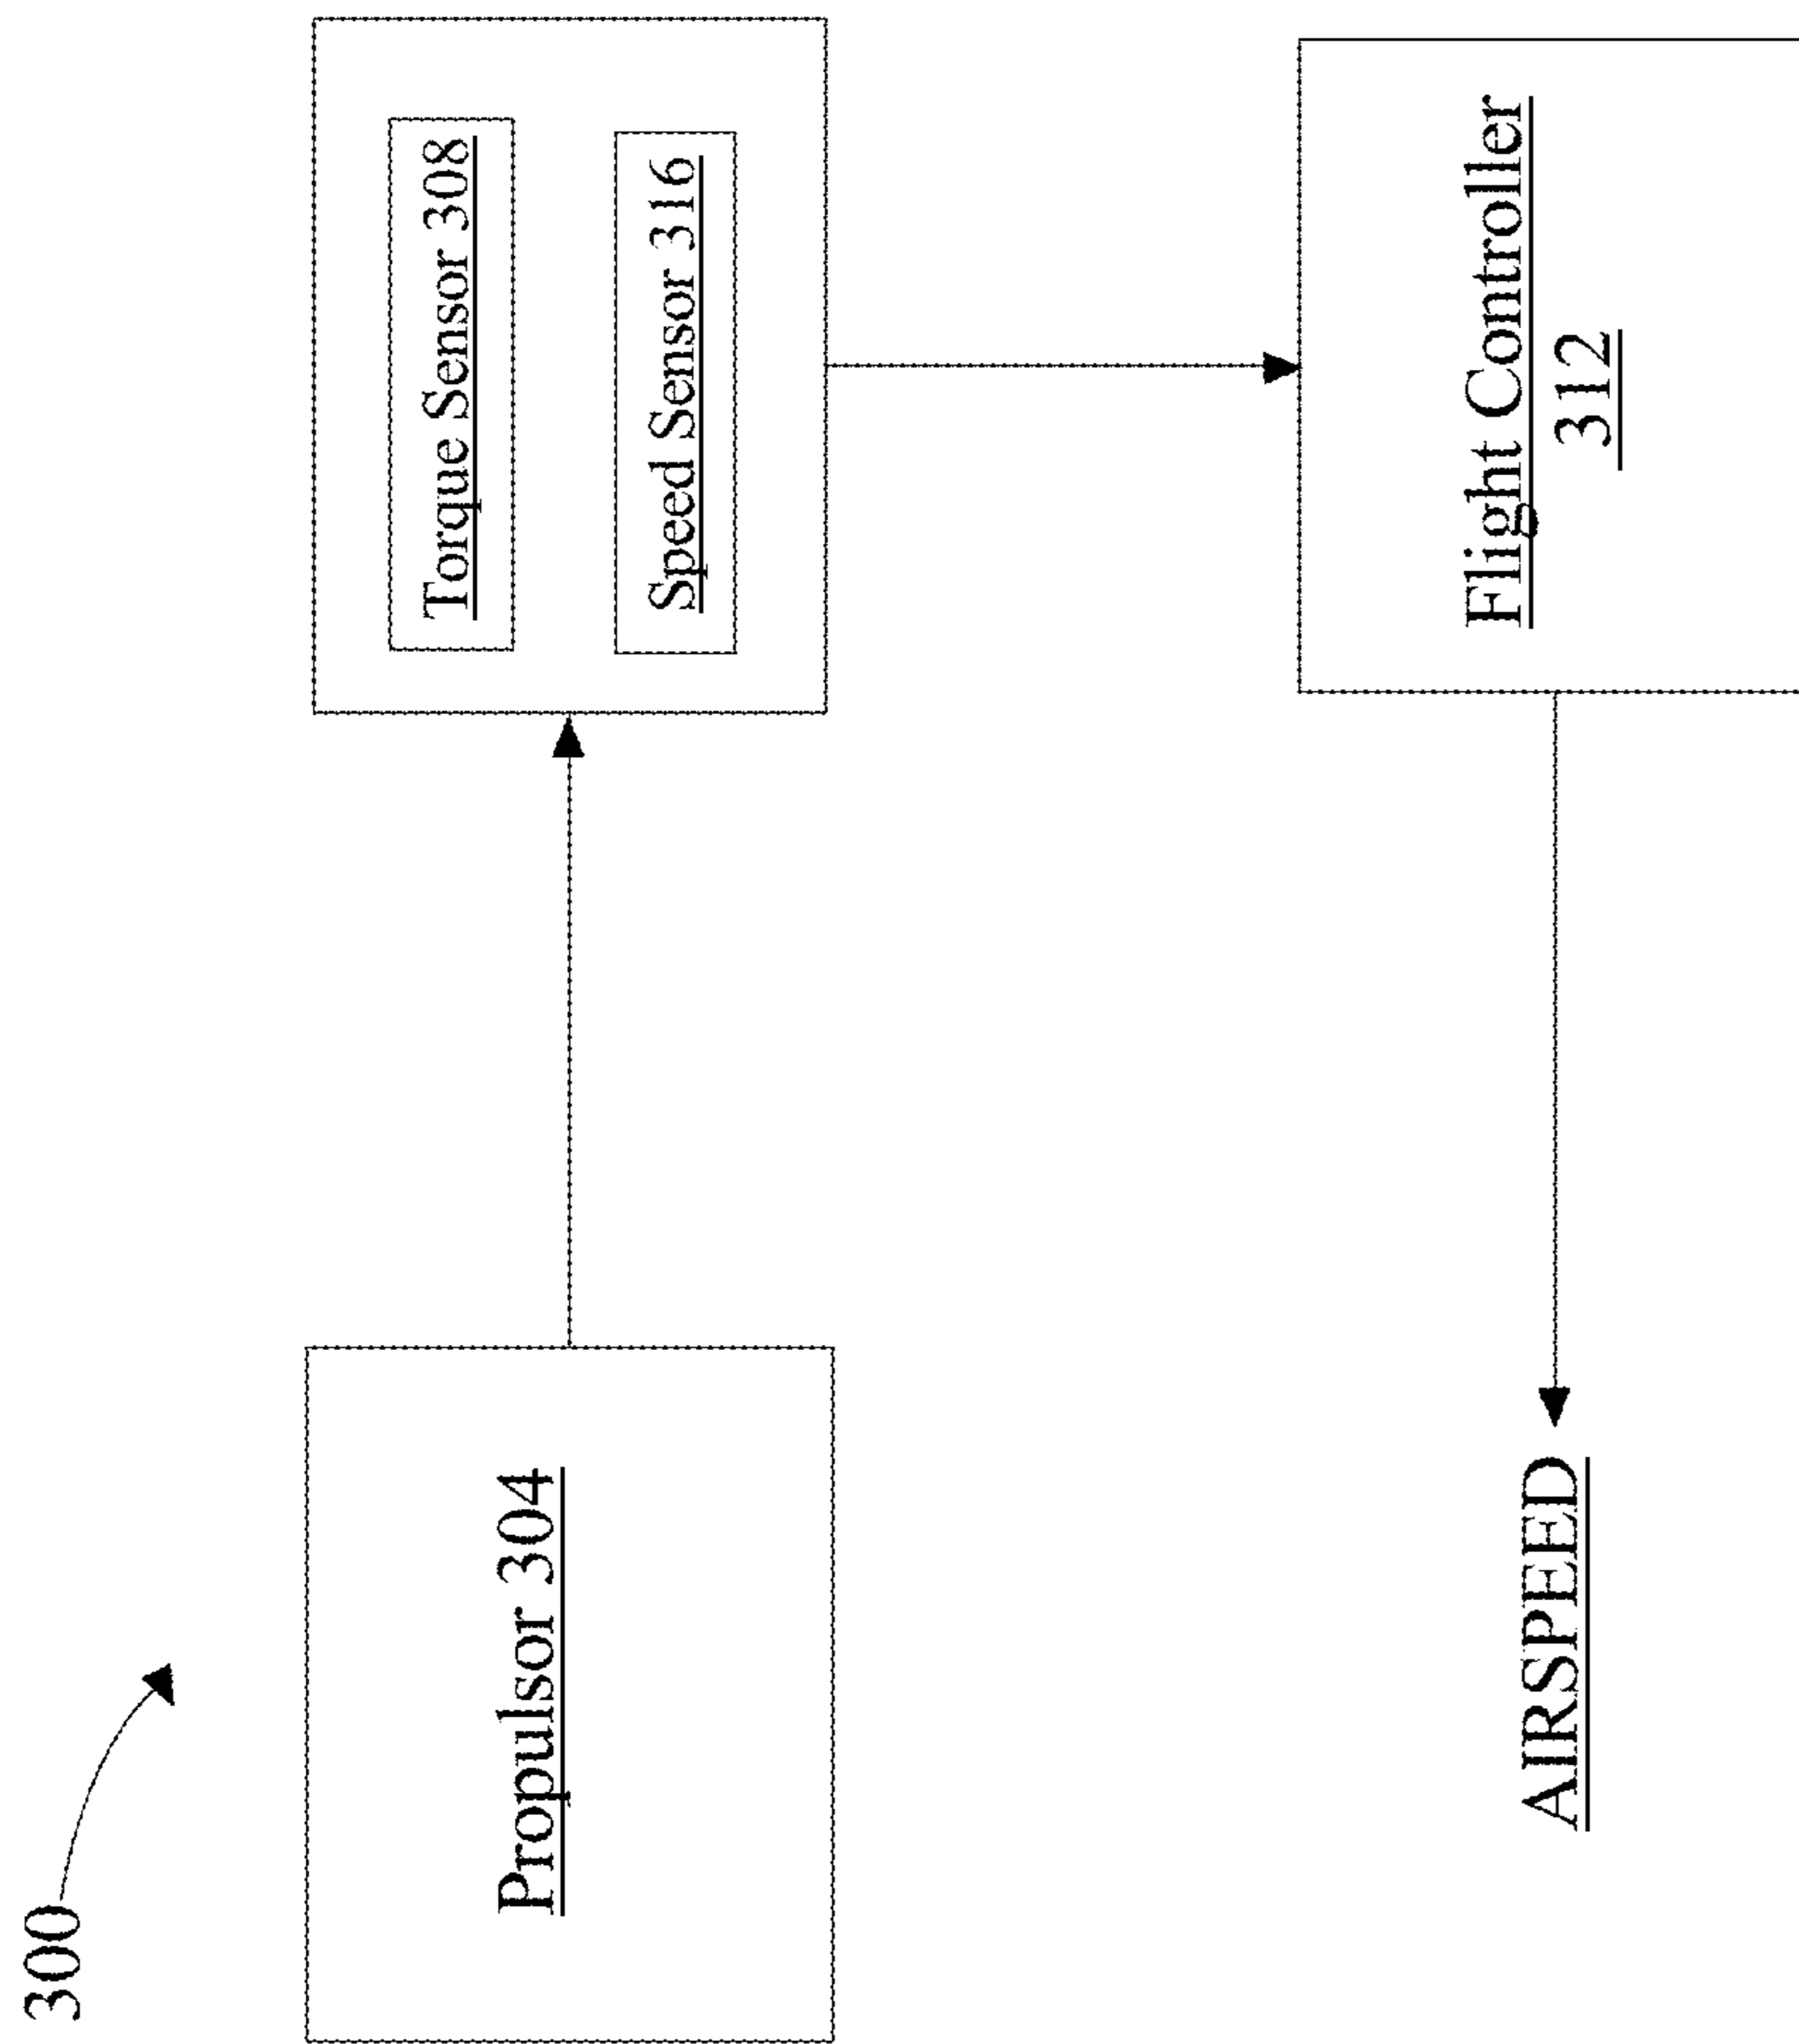 300
Propulsor 304
Torque Sensor 308
Speed Sensor 316
AIRSPEED
Flight Controller
312